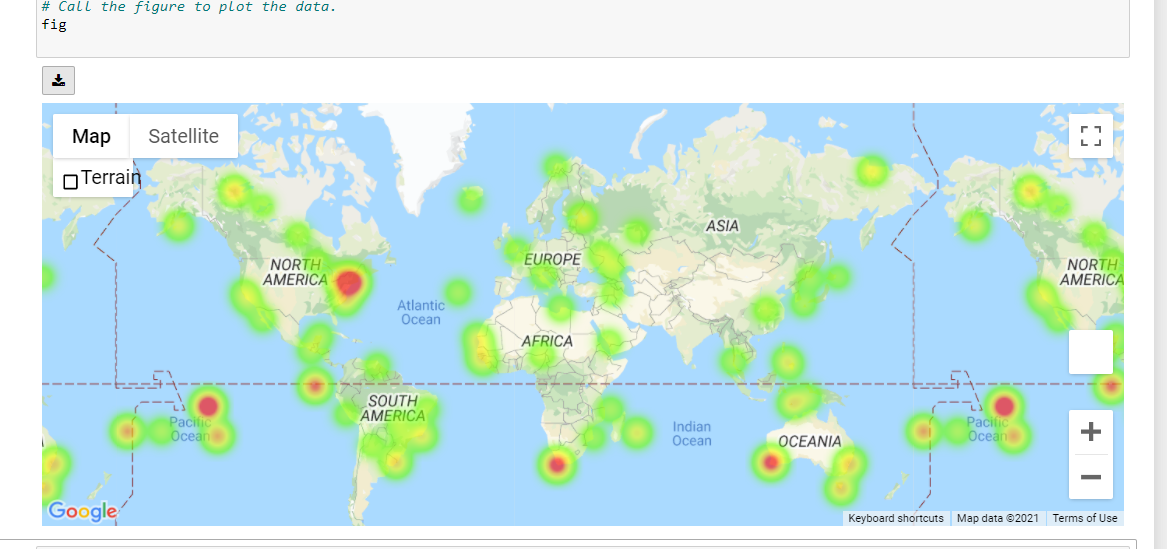 # Call the figure to plot the data.
fig
Map Satellite
Terrain
ASIA
NORTH
AMERICA
EUROPE
NORTH
AMERICA
Atlantic
Ocean
AFRICA
SOUTH
AMERICA
Pacific
Ocean
Indian
Ocean
OCEANIA
Pacific
Ocean
Google
Keyboard shortcuts Map data ©2021 Terms of Use